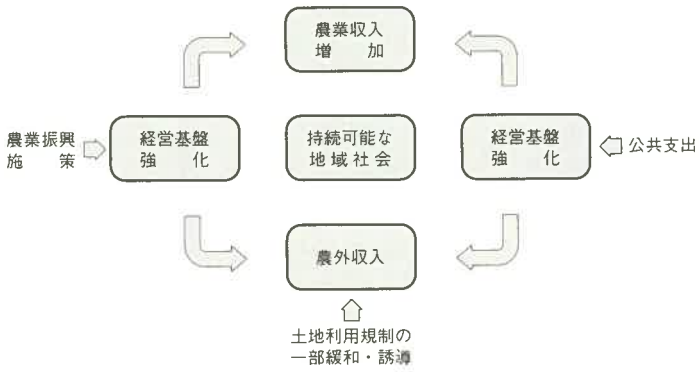 農業収入
増加
農業振興
施策
経営基盤
強化
持続可能な
地域社会
経営基盤
強化
公共支出
農外収入
土地利用規制の
一部緩和・誘導